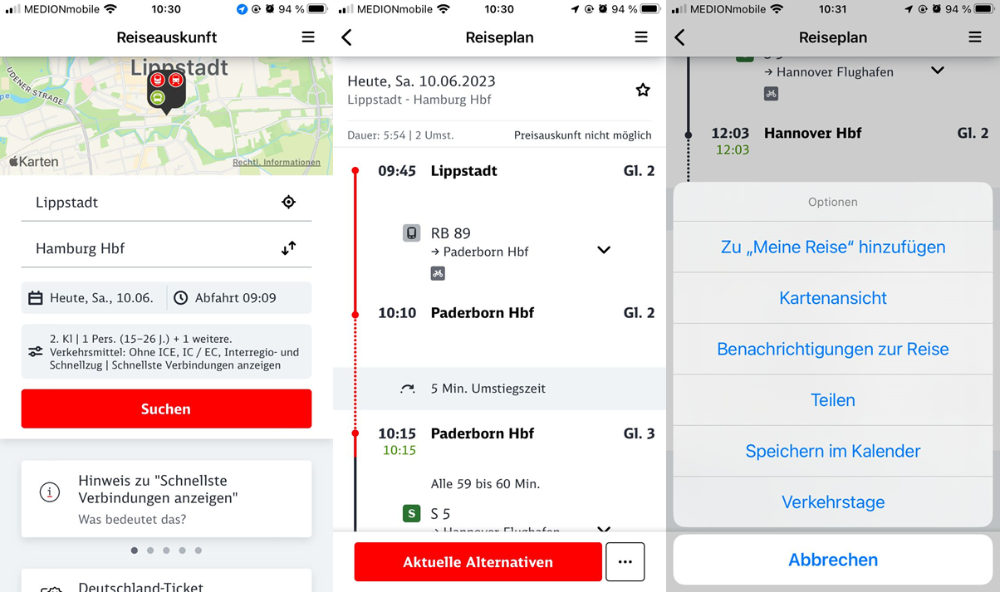 MEDIONmobile 10:30 94 %
Reiseauskunft
Lippstadt
UDENER STRAßE
Karten
Rechtl. Informationen
Lippstadt
Hamburg Hbf
Heute, Sa., 10.06. Abfahrt 09:09
2. Kl | 1 Pers. (15–26 J.) + 1 weitere.
Verkehrsmittel: Ohne ICE, IC / EC, Interregio- und
Schnellzug | Schnellste Verbindungen anzeigen
Suchen
Hinweis zu "Schnellste
Verbindungen anzeigen"
Was bedeutet das?
Deutschland-Ticket
MEDIONmobile 10:30 94 %
Reiseplan
Heute, Sa. 10.06.2023
Lippstadt - Hamburg Hbf
Dauer: 5:54 | 2 Umst. Preisauskunft nicht möglich
09:45 Lippstadt Gl. 2
RB 89
→ Paderborn Hbf
10:10 Paderborn Hbf Gl. 2
5 Min. Umstiegszeit
10:15 Paderborn Hbf Gl. 3
10:15
Alle 59 bis 60 Min.
S S 5
→ Hannover Flughafen
Aktuelle Alternativen
MEDIONmobile 10:31 94 %
Reiseplan
→ Hannover Flughafen
12:03 Hannover Hbf Gl. 2
12:03
Optionen
Zu „Meine Reise“ hinzufügen
Kartenansicht
Benachrichtigungen zur Reise
Teilen
Speichern im Kalender
Verkehrstage
Abbrechen